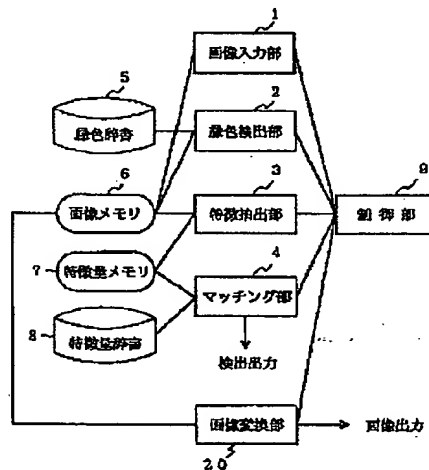 1
画像入力部
5
2
緑色辞書
緑色検出部
6
3
9
画像メモリ
特徴抽出部
制御部
7
特徴量メモリ
4
マッチング部
8
特徴量辞書
検出出力
画像変換部
画像出力
20